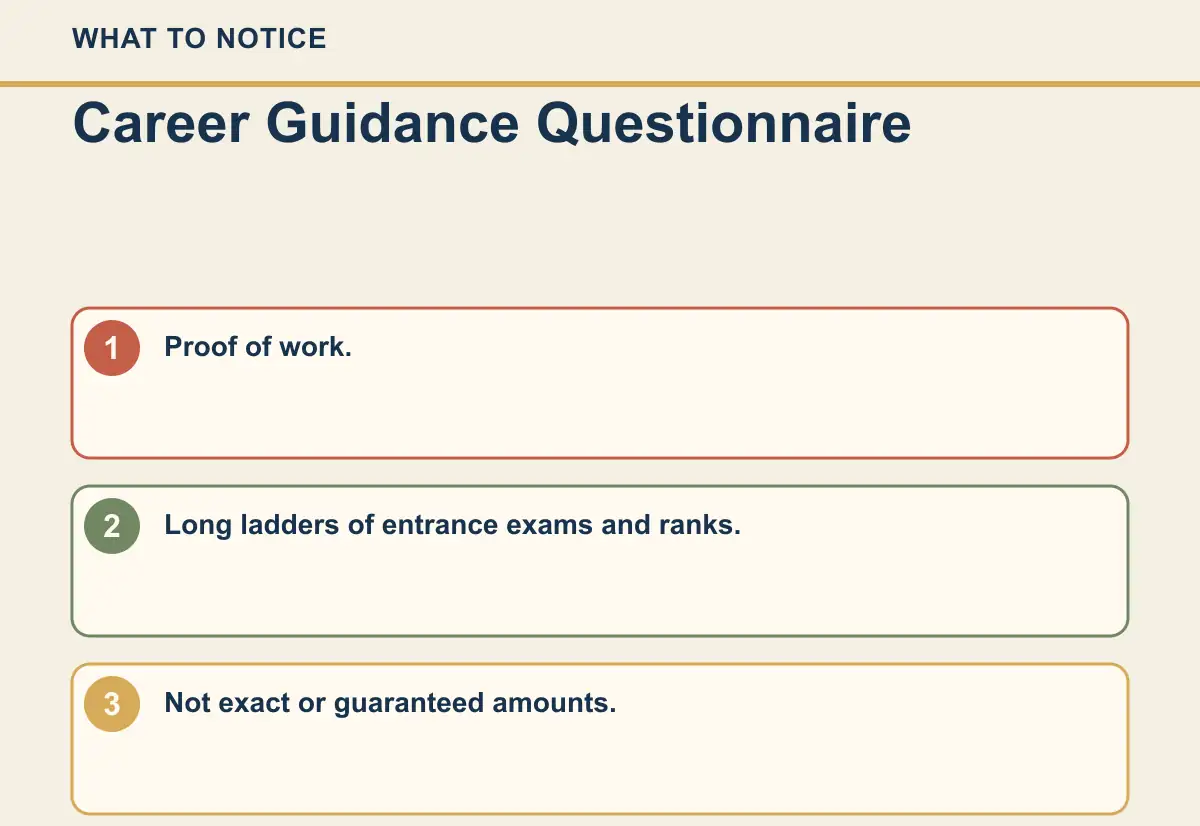 WHAT TO NOTICE
Career Guidance Questionnaire
1 Proof of work.
2 Long ladders of entrance exams and ranks.
3 Not exact or guaranteed amounts.